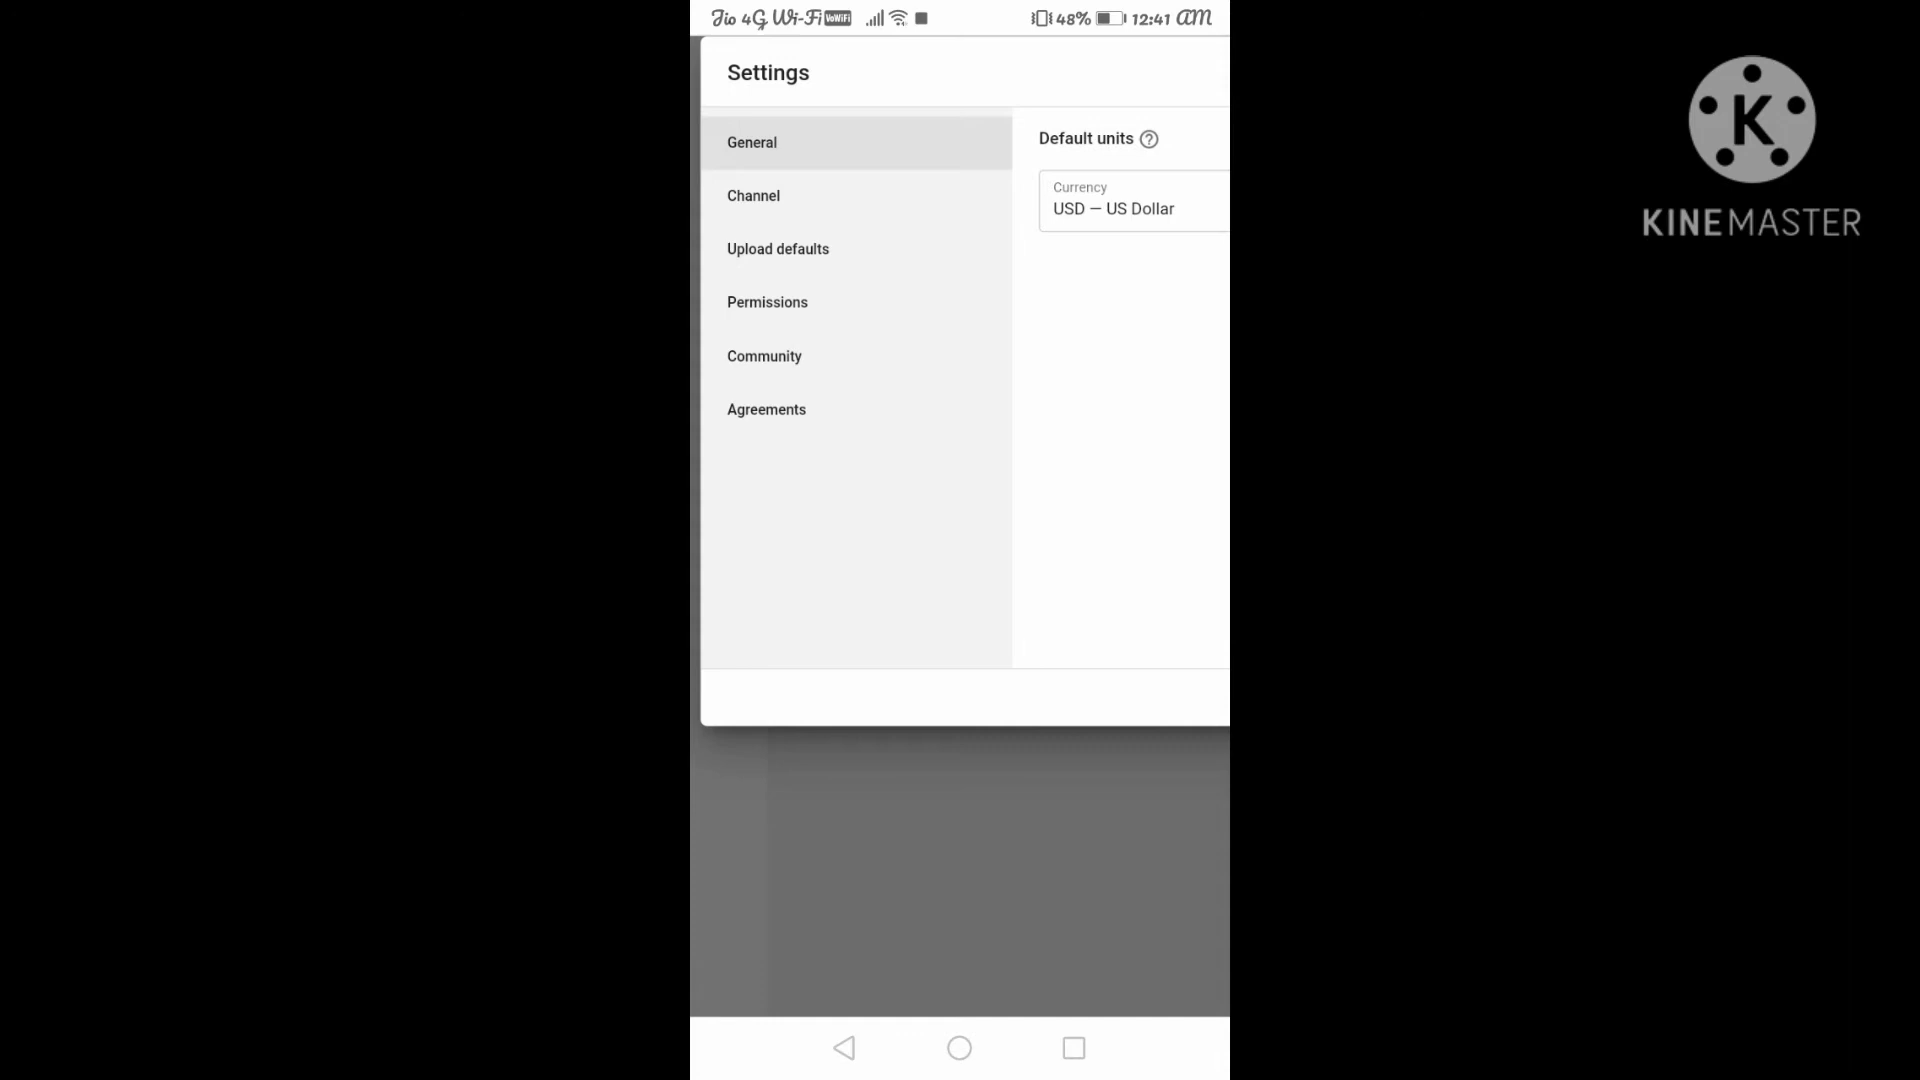 Jio 4G Wi-Fi VoWiFi 48% 12:41 AM
Settings
General
Channel
Upload defaults
Permissions
Community
Agreements
Default units ?
Currency
USD — US Dollar
K
KINEMASTER